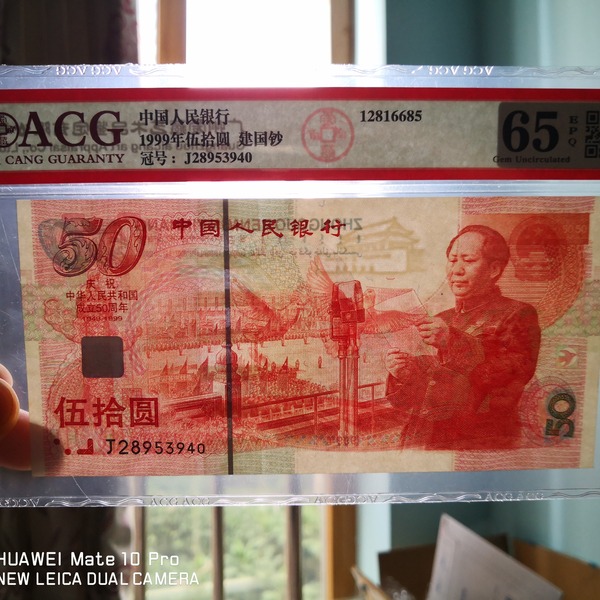 ACG
CANG GUARANTY
中国人民银行
1999年伍拾圆 建国钞
冠号：J28953940
12816685
65
EPQ
Gem Uncirculated
50
中国人民银行
庆祝
中华人民共和国
成立50周年
1949-1999
伍拾圆
J28953940
50
HUAWEI Mate 10 Pro
NEW LEICA DUAL CAMERA